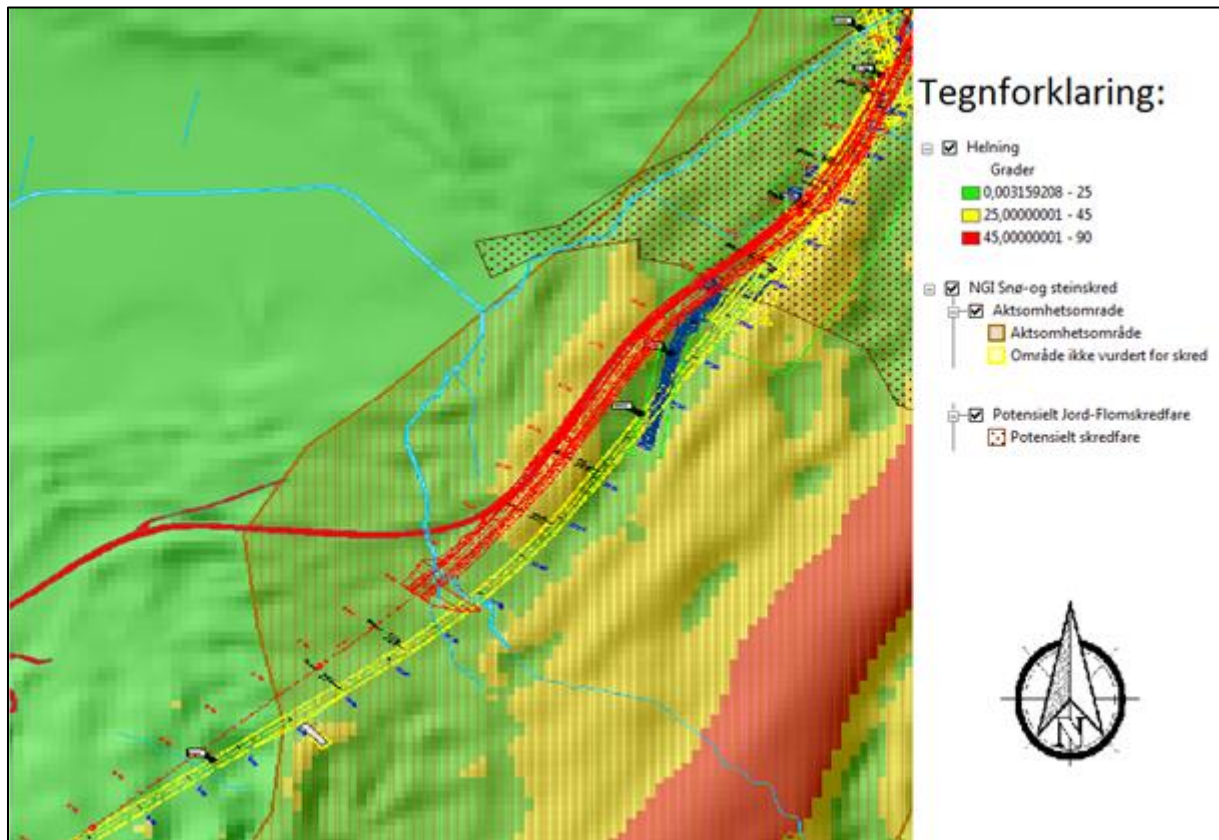 Tegnforklaring:
Helning
Grader
0,003159208 - 25
25,00000001 - 45
45,00000001 - 90
NGI Snø-og steinskred
Aktsomhetsomrade
Aktsomhetsområde
Område ikke vurdert for skred
Potensielt Jord-Flomskredfare
Potensielt skredfare
N